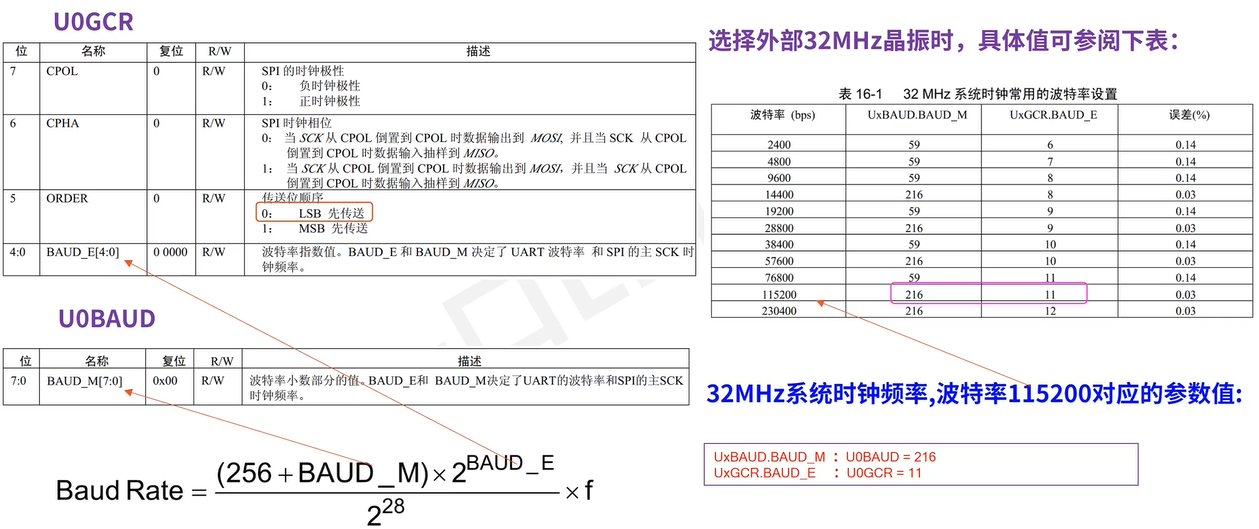 U0GCR
位 名称 复位 R/W 描述
7 CPOL 0 R/W SPI 的时钟极性
0: 负时钟极性
1: 正时钟极性
6 CPHA 0 R/W SPI 时钟相位
0: 当 SCK 从 CPOL 倒置到 CPOL 时数据输出到 MOSI, 并且当 SCK 从 CPOL
倒置到 CPOL 时数据输入抽样到 MISO。
1: 当 SCK 从 CPOL 倒置到 CPOL 时数据输出到 MOSI, 并且当 SCK 从 CPOL
倒置到 CPOL 时数据输入抽样到 MISO。
5 ORDER 0 R/W 传送位顺序
0: LSB 先传送
1: MSB 先传送
4:0 BAUD_E[4:0] 0 0000 R/W 波特率指数值。BAUD_E 和 BAUD_M 决定了 UART 波特率 和 SPI 的主 SCK 时
钟频率。
U0BAUD
位 名称 复位 R/W 描述
7:0 BAUD_M[7:0] 0x00 R/W 波特率小数部分的值。BAUD_E和 BAUD_M决定了UART的波特率和SPI的主SCK
时钟频率。
Baud Rate = (256 + BAUD _ M) × 2^BAUD _ E / 2^28 × f
选择外部32MHz晶振时，具体值可参阅下表：
表 16-1 32 MHz 系统时钟常用的波特率设置
波特率 (bps) UxBAUD.BAUD_M UxGCR.BAUD_E 误差(%)
2400 59 6 0.14
4800 59 7 0.14
9600 59 8 0.14
14400 216 8 0.03
19200 59 9 0.14
28800 216 9 0.03
38400 59 10 0.14
57600 216 10 0.03
76800 59 11 0.14
115200 216 11 0.03
230400 216 12 0.03
32MHz系统时钟频率,波特率115200对应的参数值:
UxBAUD.BAUD_M ：U0BAUD = 216
UxGCR.BAUD_E ：U0GCR = 11